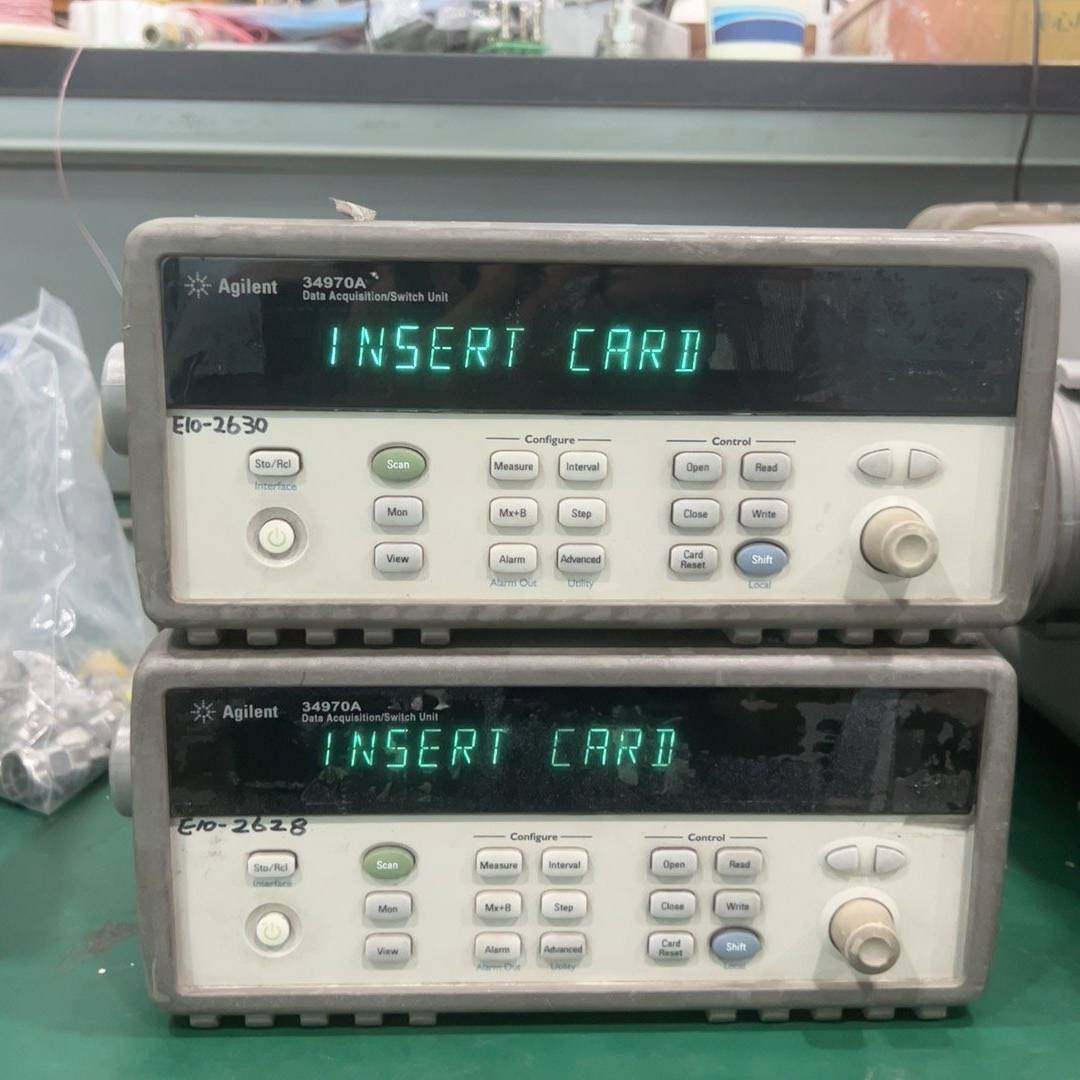 Agilent 34970A
Data Acquisition/Switch Unit
INSERT CARD
E10-2630
Configure Control
Sto/Rcl Scan Measure Interval Open Read
Interface
Mon Mx+B Step Close Write
View Alarm Advanced Card Reset Shift
Alarm Out Utility Local
Agilent 34970A
Data Acquisition/Switch Unit
INSERT CARD
E10-2628
Configure Control
Sto/Rcl Scan Measure Interval Open Read
Interface
Mon Mx+B Step Close Write
View Alarm Advanced Card Reset Shift
Alarm Out Utility Local